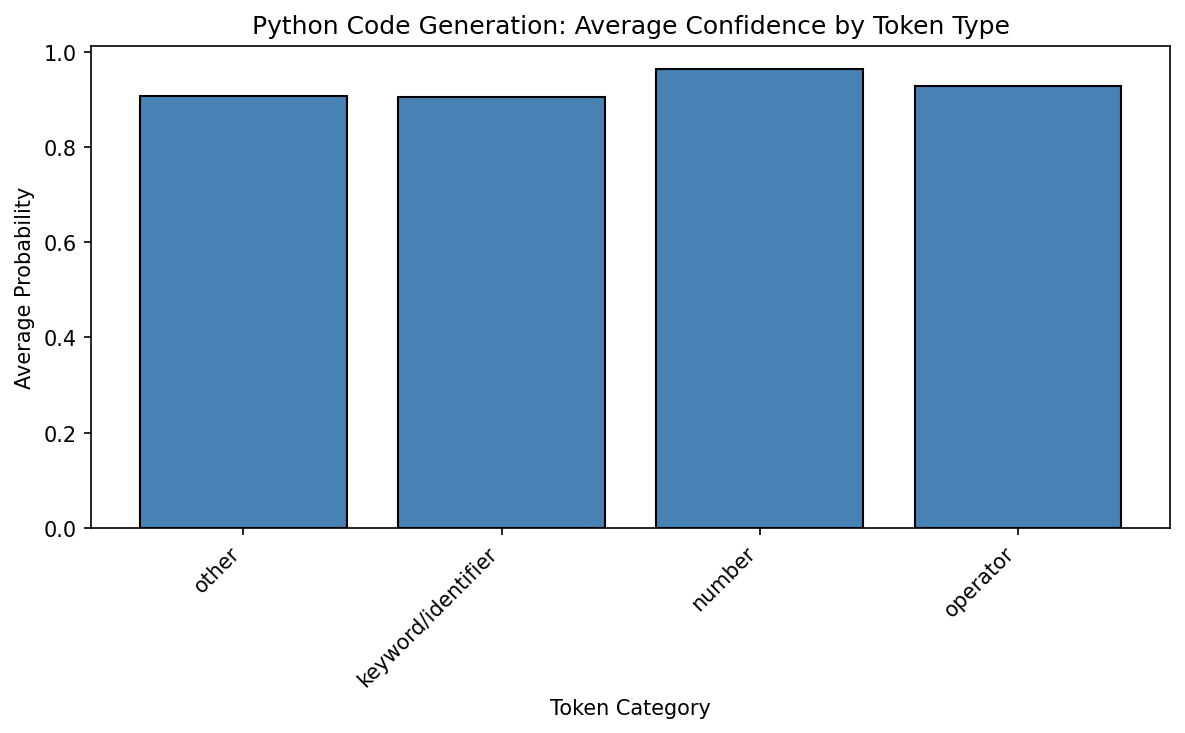 Python Code Generation: Average Confidence by Token Type
1.0
0.8
0.6
0.4
0.2
0.0
Average Probability
other
keyword/identifier
number
operator
Token Category